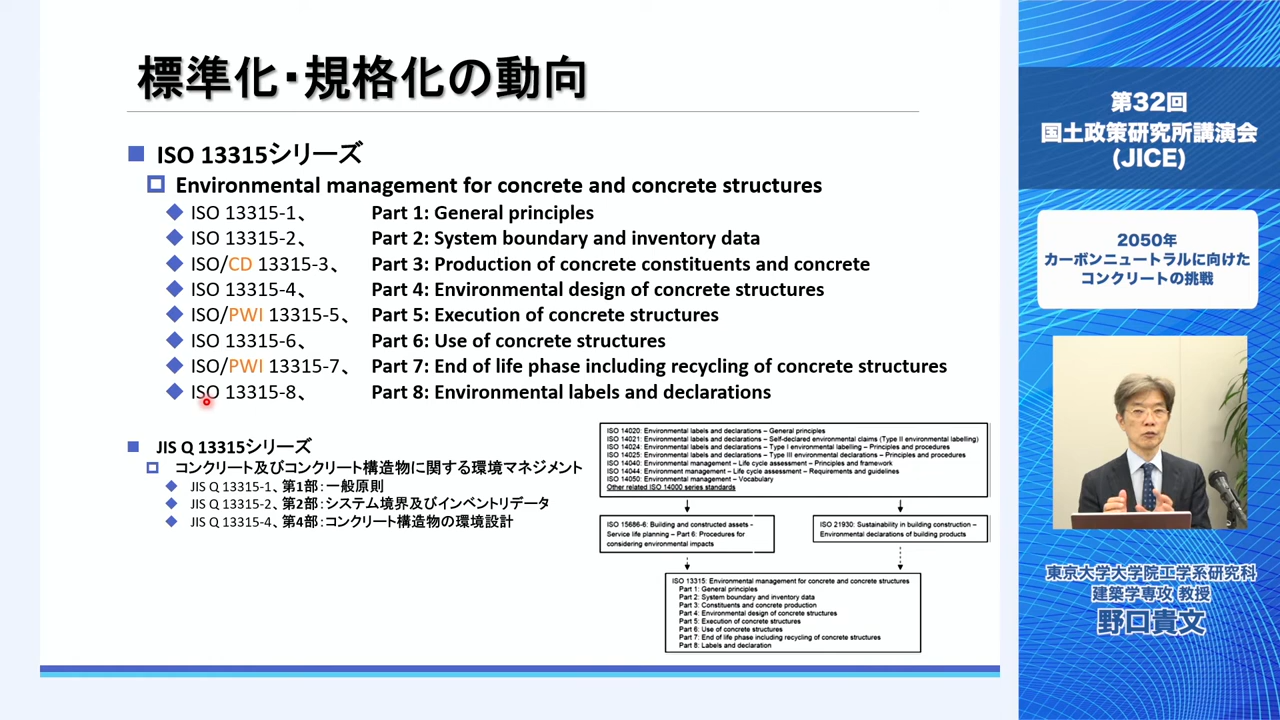 標準化・規格化の動向
ISO 13315シリーズ
Environmental management for concrete and concrete structures
ISO 13315-1、 Part 1: General principles
ISO 13315-2、 Part 2: System boundary and inventory data
ISO/CD 13315-3、 Part 3: Production of concrete constituents and concrete
ISO 13315-4、 Part 4: Environmental design of concrete structures
ISO/PWI 13315-5、 Part 5: Execution of concrete structures
ISO 13315-6、 Part 6: Use of concrete structures
ISO/PWI 13315-7、 Part 7: End of life phase including recycling of concrete structures
ISO 13315-8、 Part 8: Environmental labels and declarations
JIS Q 13315シリーズ
コンクリート及びコンクリート構造物に関する環境マネジメント
JIS Q 13315-1、第1部：一般原則
JIS Q 13315-2、第2部：システム境界及びインベントリデータ
JIS Q 13315-4、第4部：コンクリート構造物の環境設計
ISO 14020: Environmental labels and declarations – General principles
ISO 14021: Environmental labels and declarations - Self-declared environmental claims (Type II environmental labelling)
ISO 14024: Environmental labels and declarations – Type I environmental labelling – Principles and procedures
ISO 14025: Environmental labels and declarations – Type III environmental declarations – Principles and procedures
ISO 14040: Environmental management – Life cycle assessment – Principles and framework
ISO 14044: Environment management – Life cycle assessment – Requirements and guidelines
ISO 14050: Environmental management – Vocabulary
Other related ISO 14000 series standards
ISO 15686-6: Building and constructed assets -
Service life planning – Part 6: Procedures for
considering environmental impacts
ISO 21930: Sustainability in building construction –
Environmental declarations of building products
ISO 13315: Environmental management for concrete and concrete structures
Part 1: General principles
Part 2: System boundary and inventory data
Part 3: Constituents and concrete production
Part 4: Environmental design of concrete structures
Part 5: Execution of concrete structures
Part 6: Use of concrete structures
Part 7: End of life phase including recycling of concrete structures
Part 8: Labels and declaration
第32回
国土政策研究所講演会
(JICE)
2050年
カーボンニュートラルに向けた
コンクリートの挑戦
東京大学大学院工学系研究科
建築学専攻 教授
野口貴文